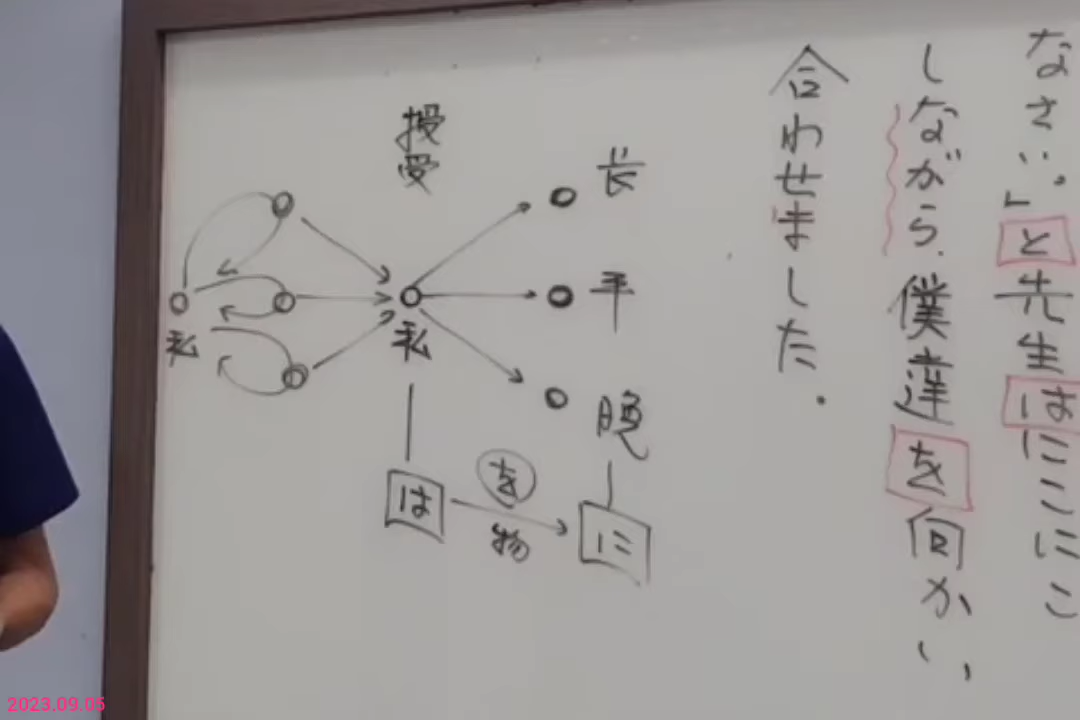 なさい。」と先生はにこにこ
しながら、僕達を向かい
合わせました。
授受
長
平
晩
私
私
は
を
物
に
2023.09.05